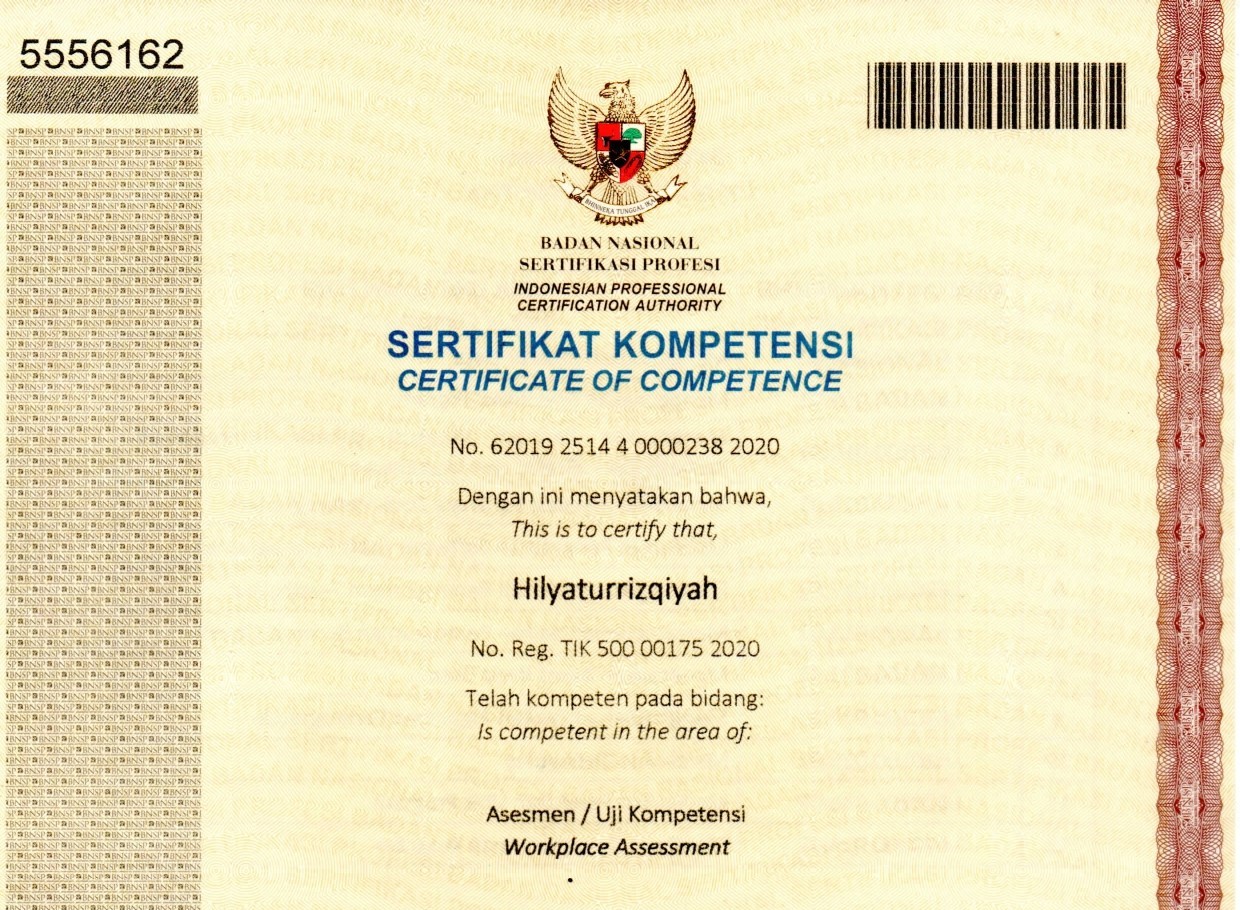 5556162
BHINNEKA TUNGGAL IKA
BADAN NASIONAL
SERTIFIKASI PROFESI
INDONESIAN PROFESSIONAL
CERTIFICATION AUTHORITY
SERTIFIKAT KOMPETENSI
CERTIFICATE OF COMPETENCE
No. 62019 2514 4 0000238 2020
Dengan ini menyatakan bahwa,
This is to certify that,
Hilyaturrizqiyah
No. Reg. TIK 500 00175 2020
Telah kompeten pada bidang:
Is competent in the area of:
Asesmen / Uji Kompetensi
Workplace Assessment